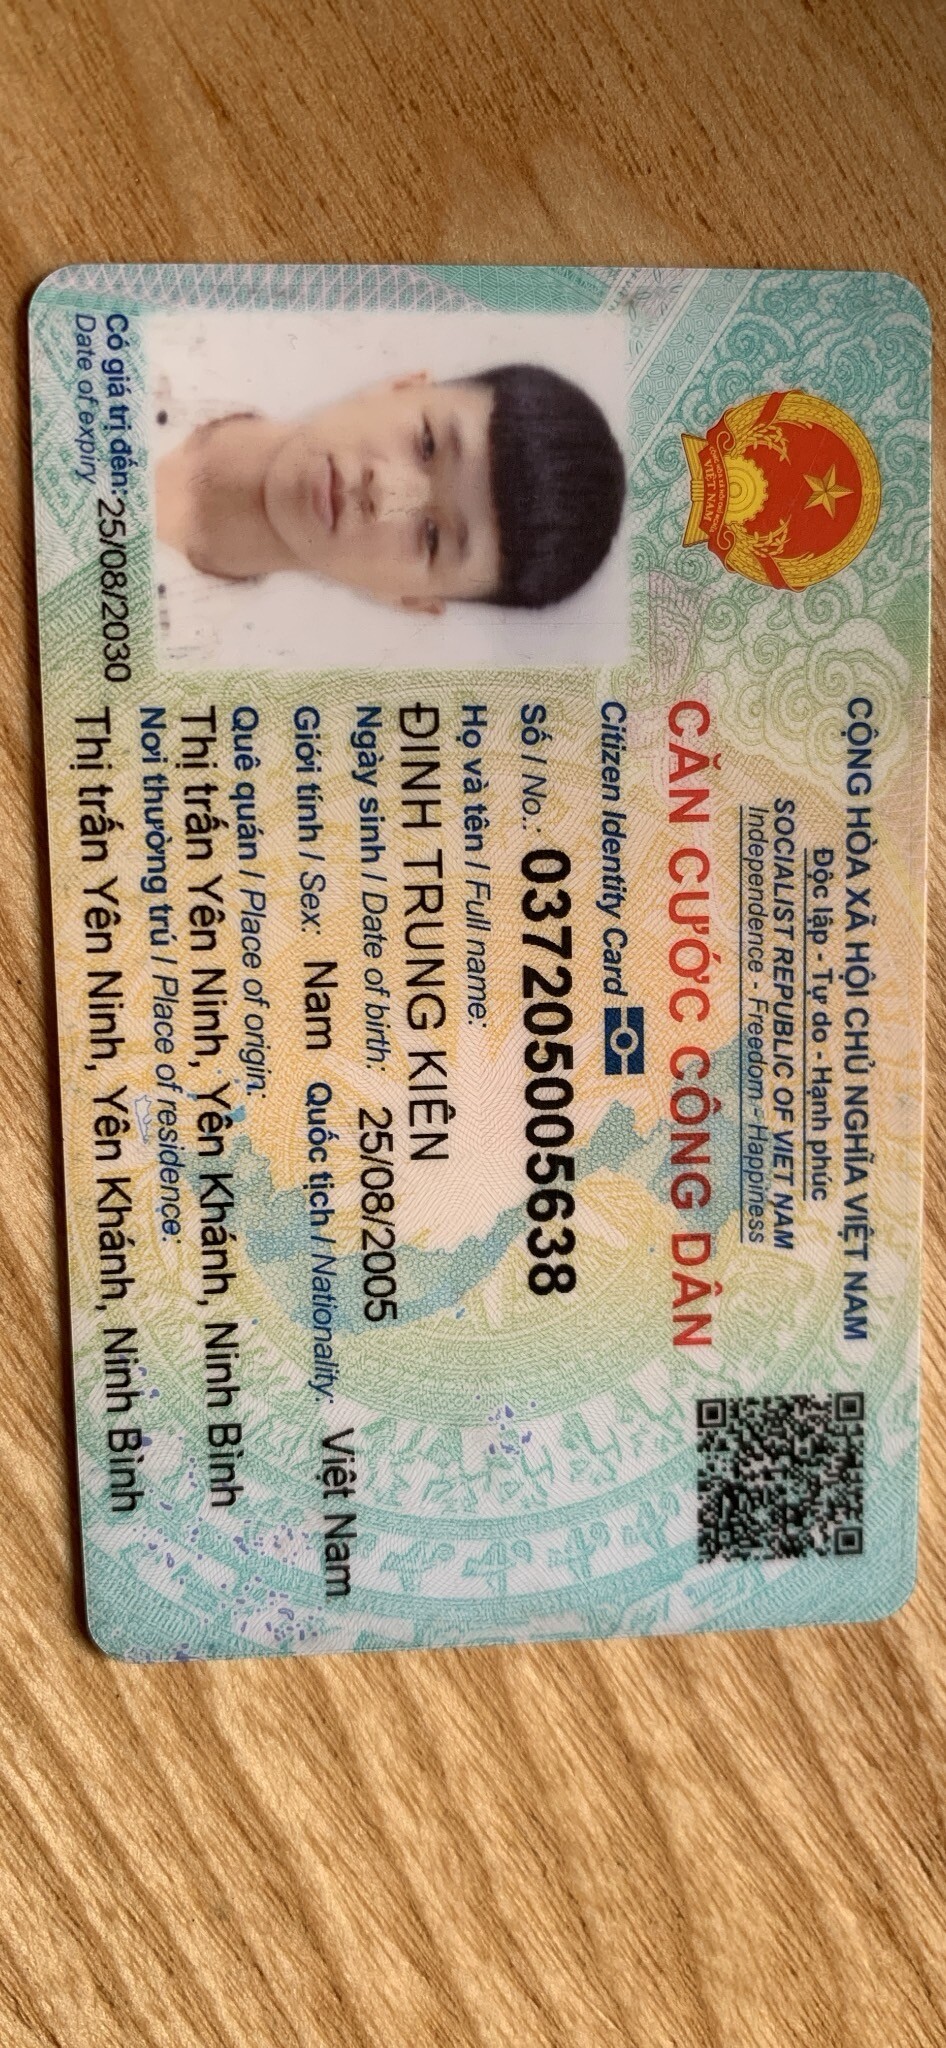 CỘNG HÒA XÃ HỘI CHỦ NGHĨA VIỆT NAM
Độc lập - Tự do - Hạnh phúc
SOCIALIST REPUBLIC OF VIET NAM
Independence - Freedom - Happiness
CĂN CƯỚC CÔNG DÂN
Citizen Identity Card
Số / No.: 037205005638
Họ và tên / Full name:
ĐINH TRUNG KIÊN
Ngày sinh / Date of birth: 25/08/2005
Giới tính / Sex: Nam Quốc tịch / Nationality: Việt Nam
Quê quán / Place of origin:
Thị trấn Yên Ninh, Yên Khánh, Ninh Bình
Nơi thường trú / Place of residence:
Thị trấn Yên Ninh, Yên Khánh, Ninh Bình
Có giá trị đến: 25/08/2030
Date of expiry